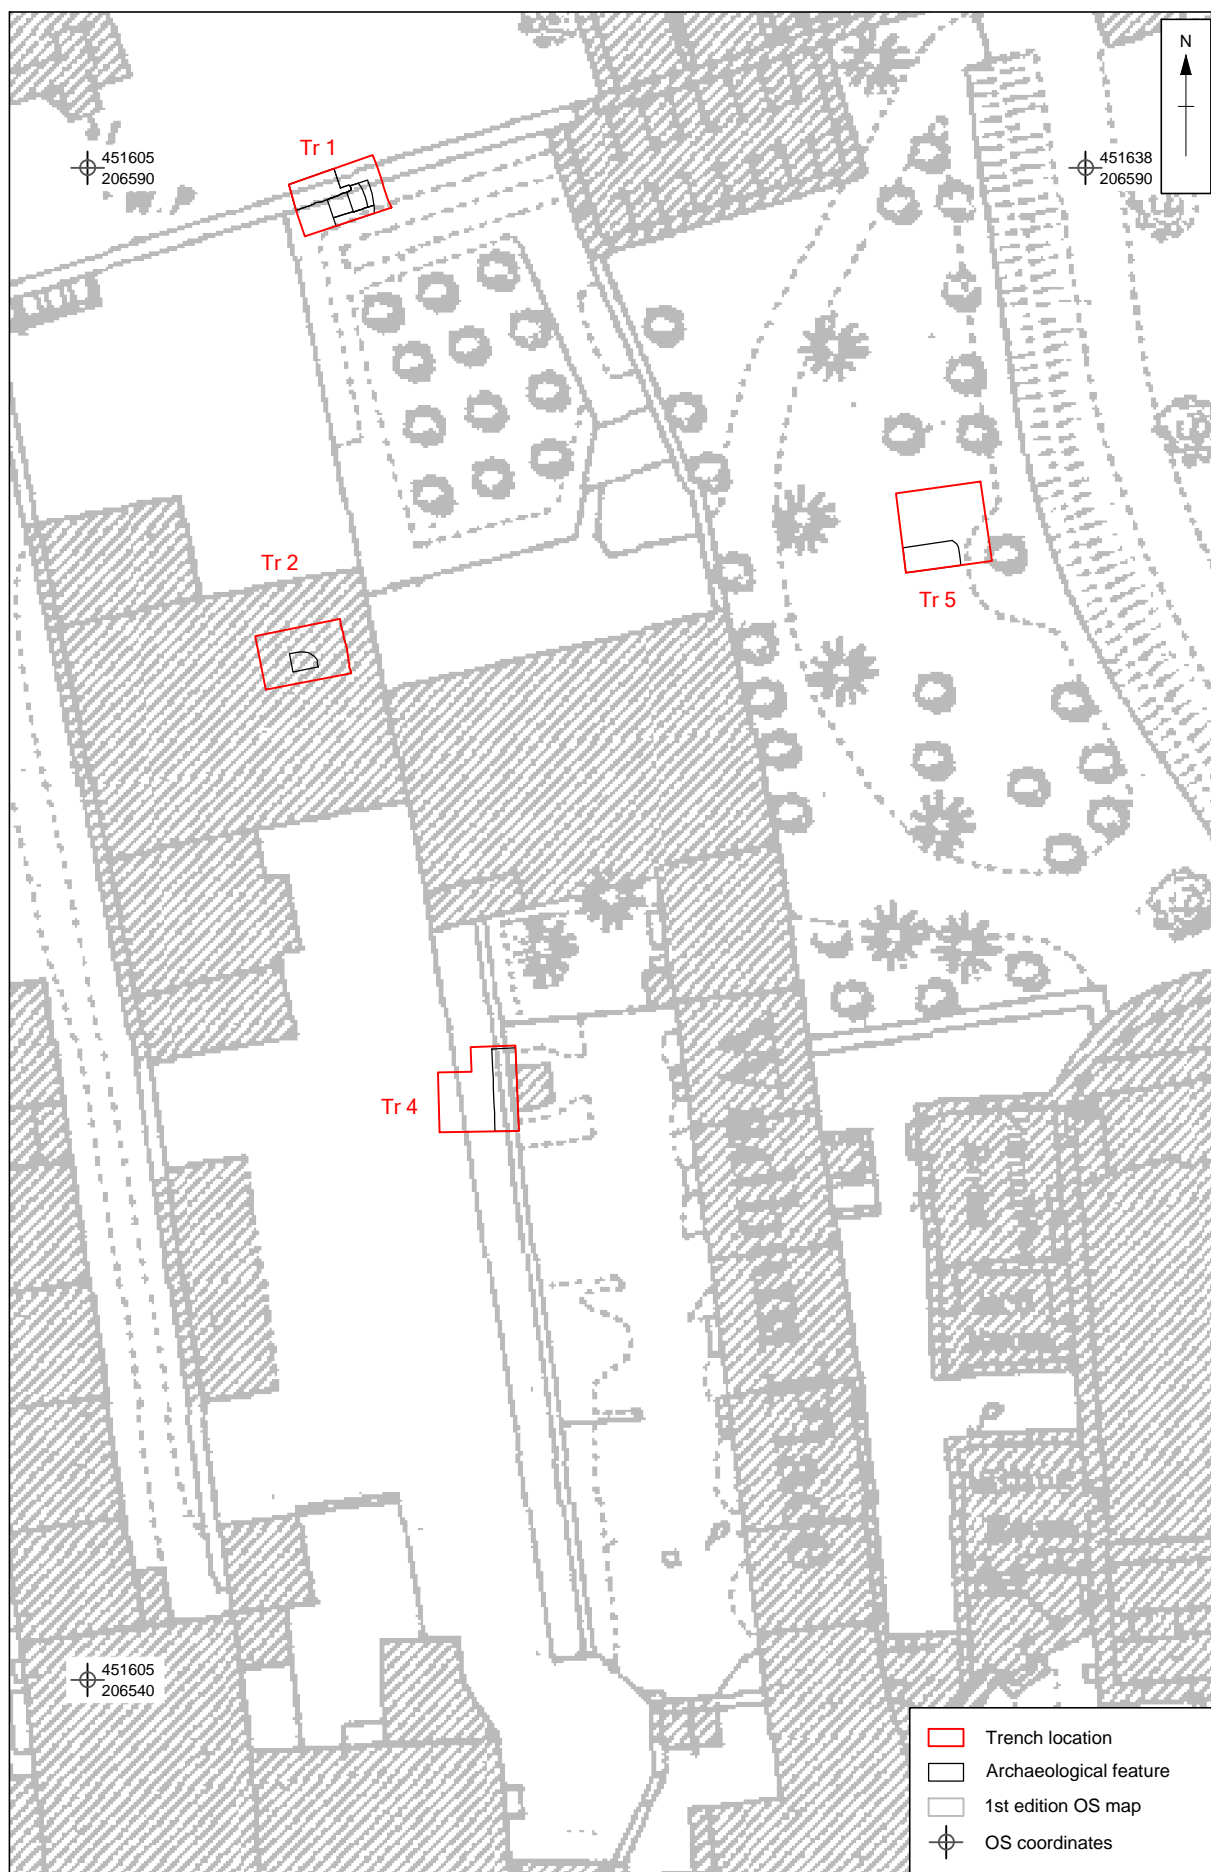 N
Tr 1
451605
206590
451638
206590
Tr 2
Tr 5
Tr 4
451605
206540
Trench location
Archaeological feature
1st edition OS map
OS coordinates